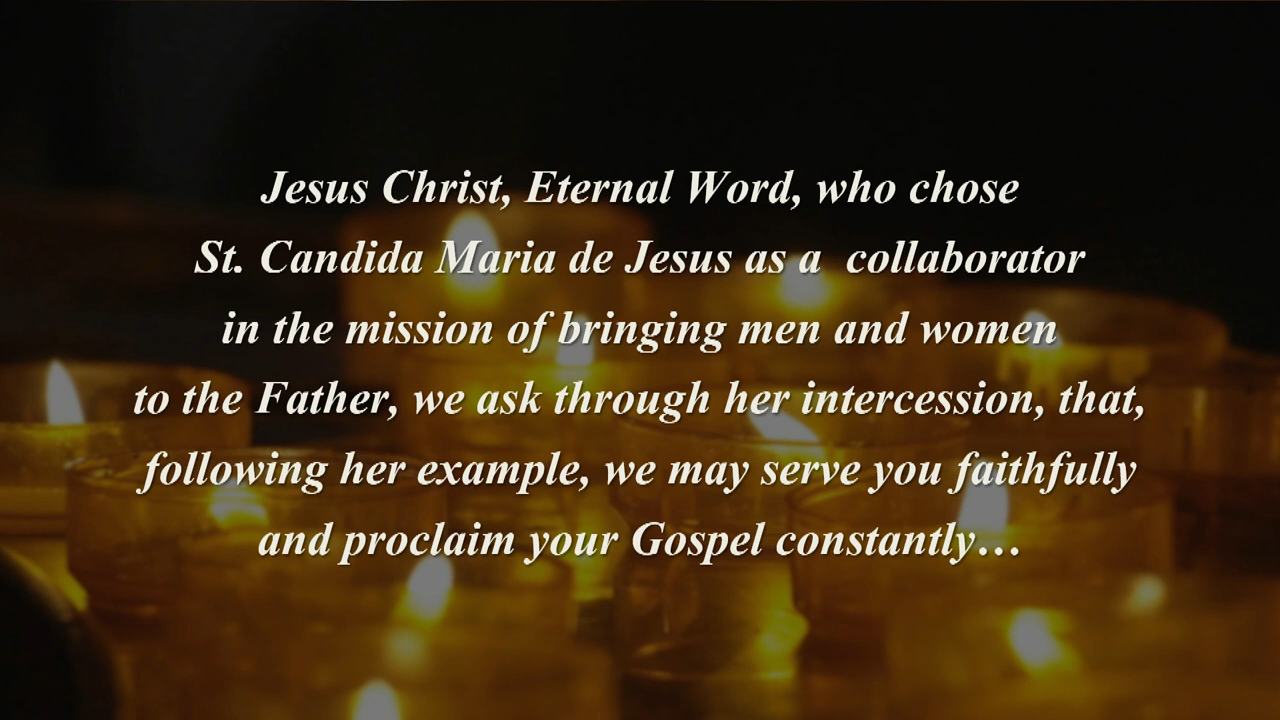 Jesus Christ, Eternal Word, who chose
St. Candida Maria de Jesus as a  collaborator
in the mission of bringing men and women
to the Father, we ask through her intercession, that,
following her example, we may serve you faithfully
and proclaim your Gospel constantly…